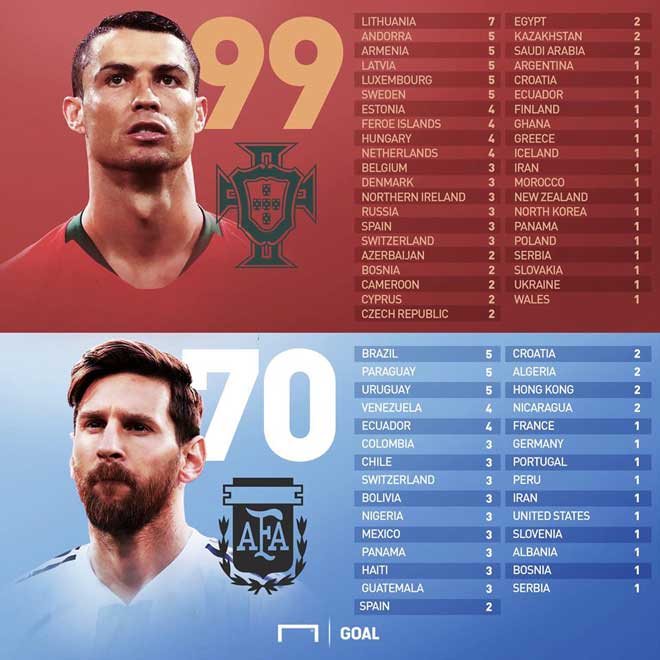 99
LITHUANIA 7
ANDORRA 5
ARMENIA 5
LATVIA 5
LUXEMBOURG 5
SWEDEN 5
ESTONIA 4
FEROE ISLANDS 4
HUNGARY 4
NETHERLANDS 4
BELGIUM 3
DENMARK 3
NORTHERN IRELAND 3
RUSSIA 3
SPAIN 3
SWITZERLAND 3
AZERBAIJAN 2
BOSNIA 2
CAMEROON 2
CYPRUS 2
CZECH REPUBLIC 2
EGYPT 2
KAZAKHSTAN 2
SAUDI ARABIA 2
ARGENTINA 1
CROATIA 1
ECUADOR 1
FINLAND 1
GHANA 1
GREECE 1
ICELAND 1
IRAN 1
MOROCCO 1
NEW ZEALAND 1
NORTH KOREA 1
PANAMA 1
POLAND 1
SERBIA 1
SLOVAKIA 1
UKRAINE 1
WALES 1
70
AFA
BRAZIL 5
PARAGUAY 5
URUGUAY 5
VENEZUELA 4
ECUADOR 4
COLOMBIA 3
CHILE 3
SWITZERLAND 3
BOLIVIA 3
NIGERIA 3
MEXICO 3
PANAMA 3
HAITI 3
GUATEMALA 3
SPAIN 2
CROATIA 2
ALGERIA 2
HONG KONG 2
NICARAGUA 2
FRANCE 1
GERMANY 1
PORTUGAL 1
PERU 1
IRAN 1
UNITED STATES 1
SLOVENIA 1
ALBANIA 1
BOSNIA 1
SERBIA 1
GOAL